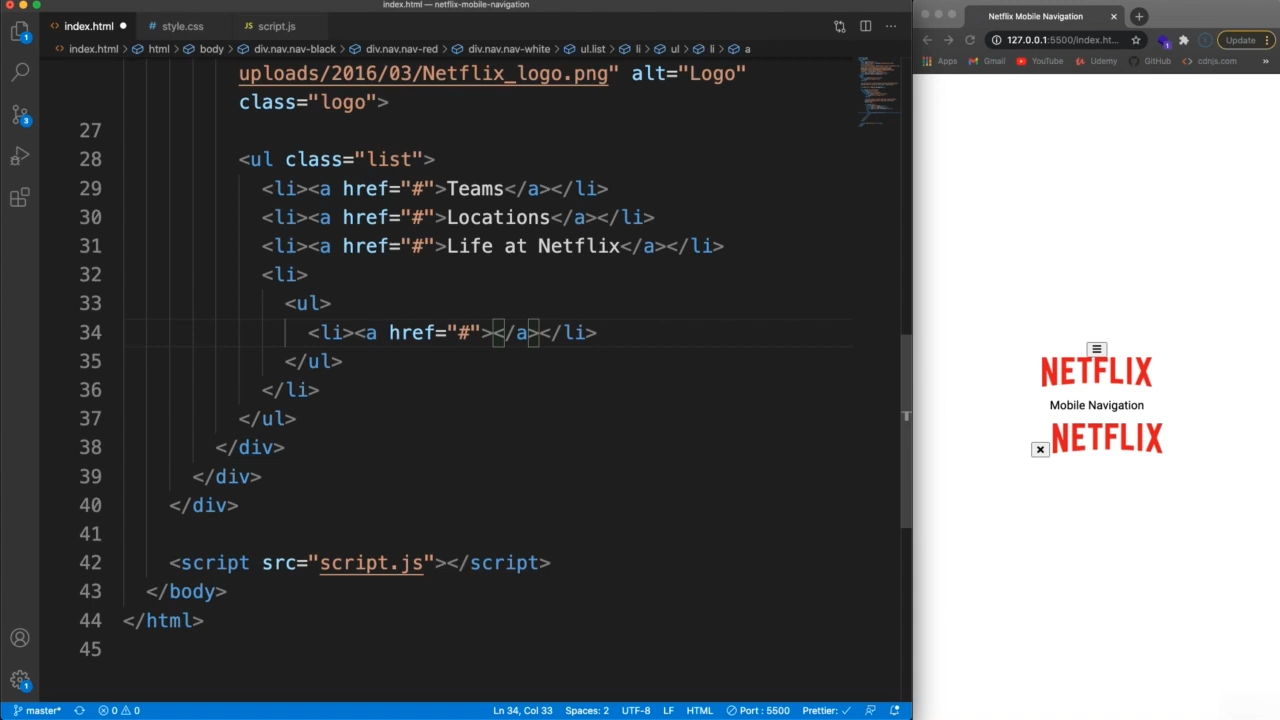 index.html — netflix-mobile-navigation
index.html
style.css
script.js
index.html > html > body > div.nav.nav-black > div.nav.nav-red > div.nav.nav-white > ul.list > li > ul > li > a
uploads/2016/03/Netflix_logo.png" alt="Logo"
class="logo">
27
28 <ul class="list">
29 <li><a href="#">Teams</a></li>
30 <li><a href="#">Locations</a></li>
31 <li><a href="#">Life at Netflix</a></li>
32 <li>
33 <ul>
34 <li><a href="#"></a></li>
35 </ul>
36 </li>
37 </ul>
38 </div>
39 </div>
40 </div>
41
42 <script src="script.js"></script>
43 </body>
44 </html>
45
1
3
1
master*
0 0
Ln 34, Col 33
Spaces: 2
UTF-8
LF
HTML
Port : 5500
Prettier: ✓
Netflix Mobile Navigation
127.0.0.1:5500/index.ht...
1
Update
Apps
Gmail
YouTube
Udemy
GitHub
cdnjs.com
»
NETFLIX
Mobile Navigation
NETFLIX